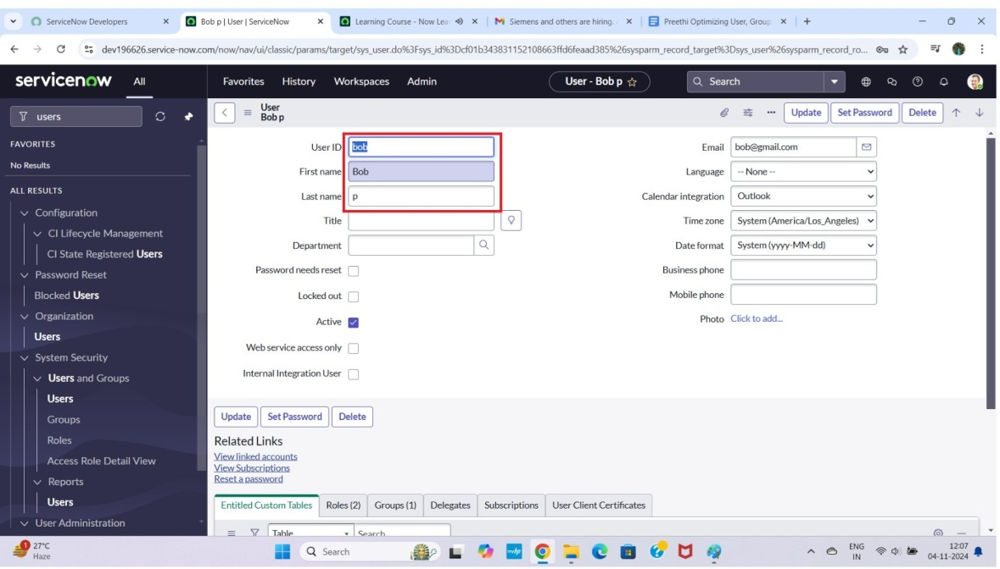 ServiceNow Developers
Bob p | User | ServiceNow
Learning Course - Now Lear
Siemens and others are hiring.
Preethi Optimizing User, Group
dev196626.service-now.com/now/nav/ui/classic/params/target/sys_user.do%3Fsys_id%3Dcf01b343831152108663ffd6feaad385%26sysparm_record_target%3Dsys_user%26sysparm_record_ro...
servicenow
All
Favorites
History
Workspaces
Admin
User - Bob p
Search
users
User
Bob p
Update
Set Password
Delete
FAVORITES
No Results
ALL RESULTS
Configuration
CI Lifecycle Management
CI State Registered Users
Password Reset
Blocked Users
Organization
Users
System Security
Users and Groups
Users
Groups
Roles
Access Role Detail View
Reports
Users
User Administration
User ID bob
First name Bob
Last name p
Title
Department
Password needs reset
Locked out
Active
Web service access only
Internal Integration User
Email bob@gmail.com
Language -- None --
Calendar integration Outlook
Time zone System (America/Los_Angeles)
Date format System (yyyy-MM-dd)
Business phone
Mobile phone
Photo Click to add...
Update
Set Password
Delete
Related Links
View linked accounts
View Subscriptions
Reset a password
Entitled Custom Tables
Roles (2)
Groups (1)
Delegates
Subscriptions
User Client Certificates
Table
Search
1
27°C
Haze
Search
ENG
IN
12:07
04-11-2024